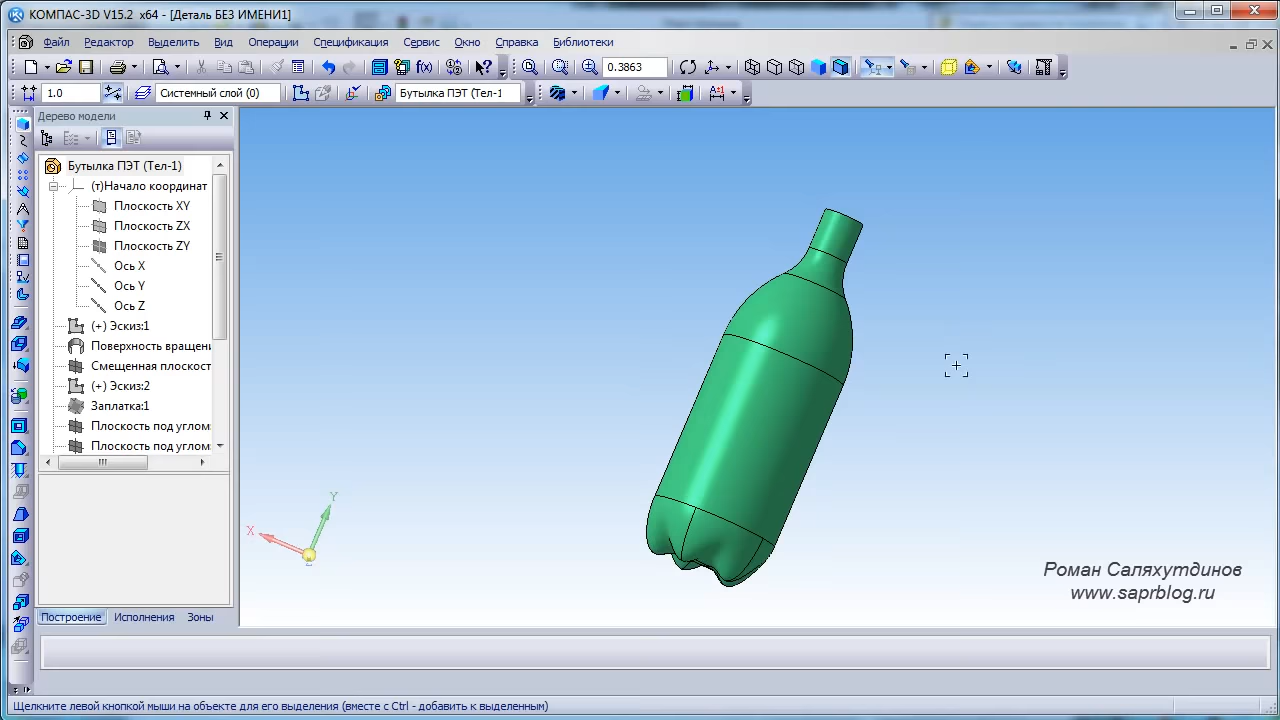 КОМПАС-3D V15.2 x64 - [Деталь БЕЗ ИМЕНИ1]
Файл Редактор Выделить Вид Операции Спецификация Сервис Окно Справка Библиотеки
0.3863
1.0 Системный слой (0) Бутылка ПЭТ (Тел-1
Дерево модели
Бутылка ПЭТ (Тел-1)
(т)Начало координат
Плоскость XY
Плоскость ZX
Плоскость ZY
Ось X
Ось Y
Ось Z
(+) Эскиз:1
Поверхность вращени
Смещенная плоскост
(+) Эскиз:2
Заплатка:1
Плоскость под углом:
Плоскость под углом:
Y
X
Z
Роман Саляхутдинов
www.saprblog.ru
Построение Исполнения Зоны
Щелкните левой кнопкой мыши на объекте для его выделения (вместе с Ctrl - добавить к выделенным)